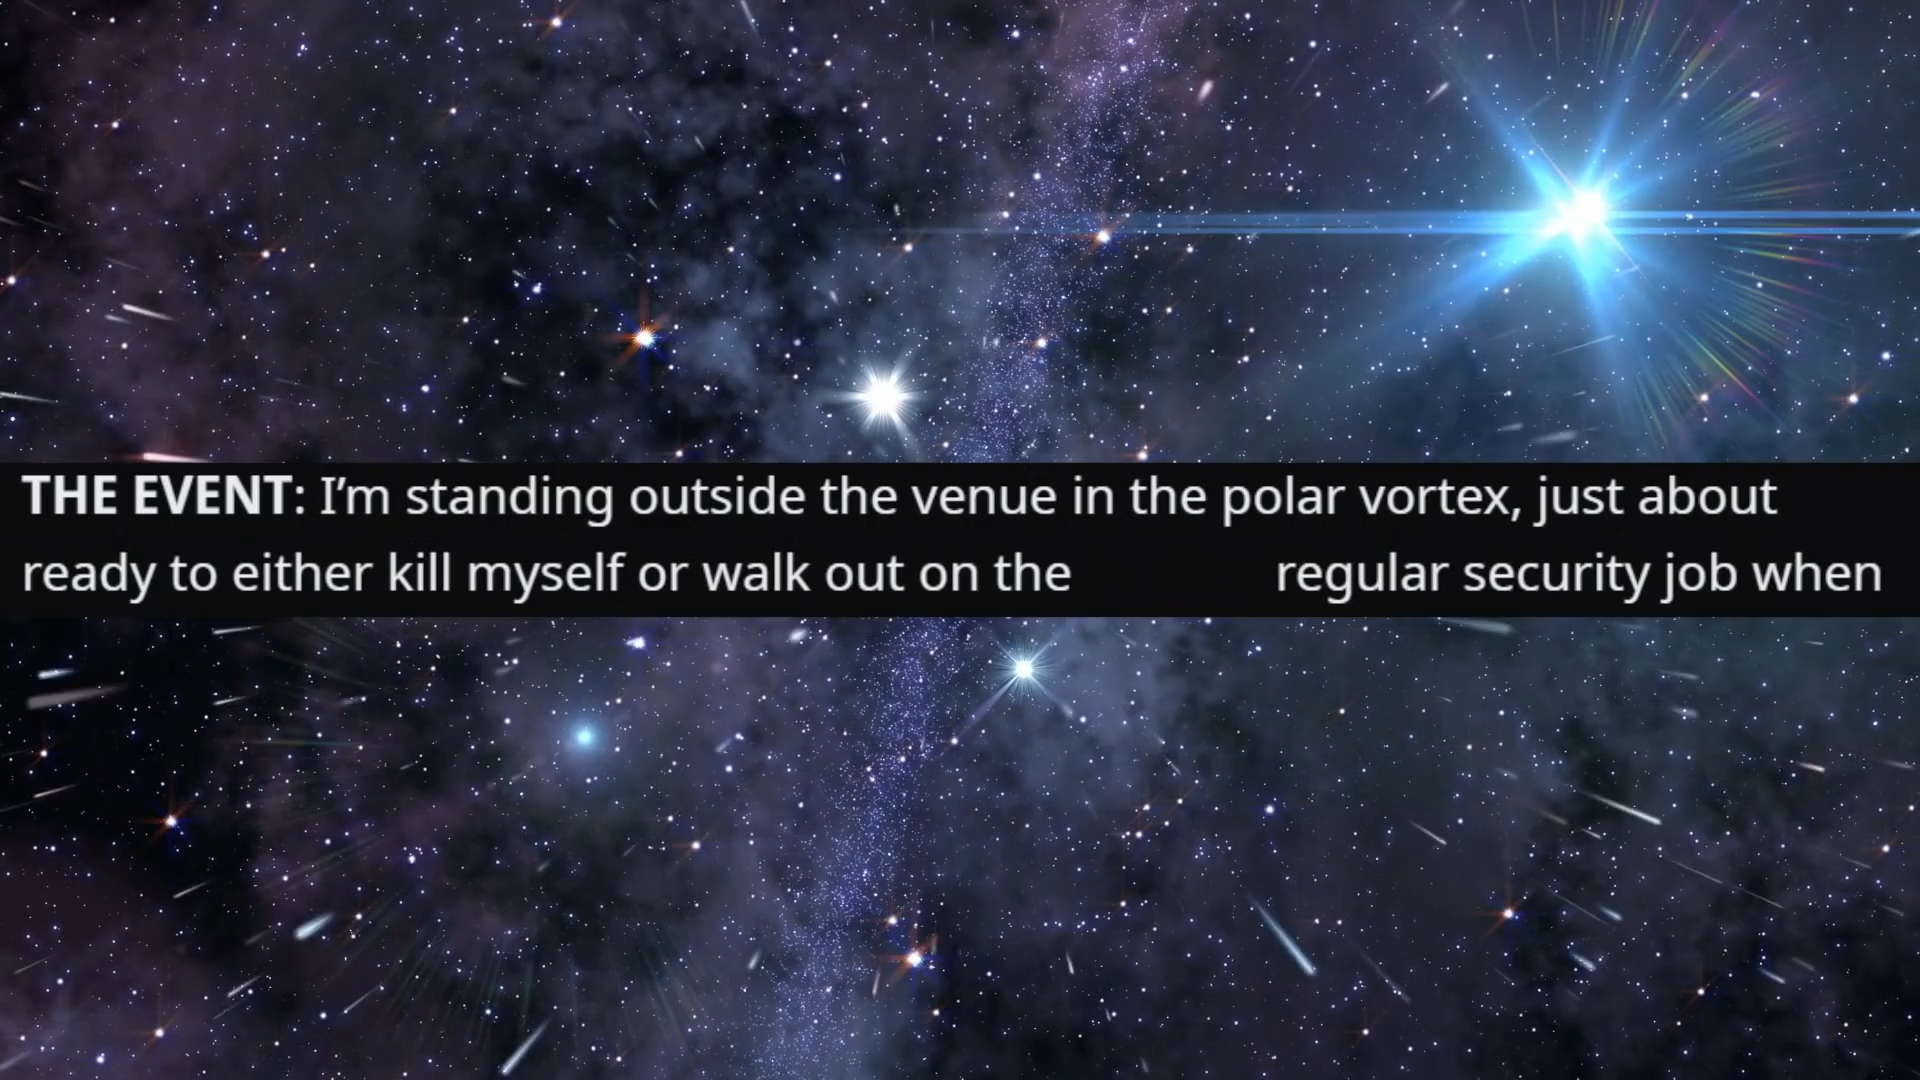 THE EVENT: I’m standing outside the venue in the polar vortex, just about
ready to either kill myself or walk out on the regular security job when